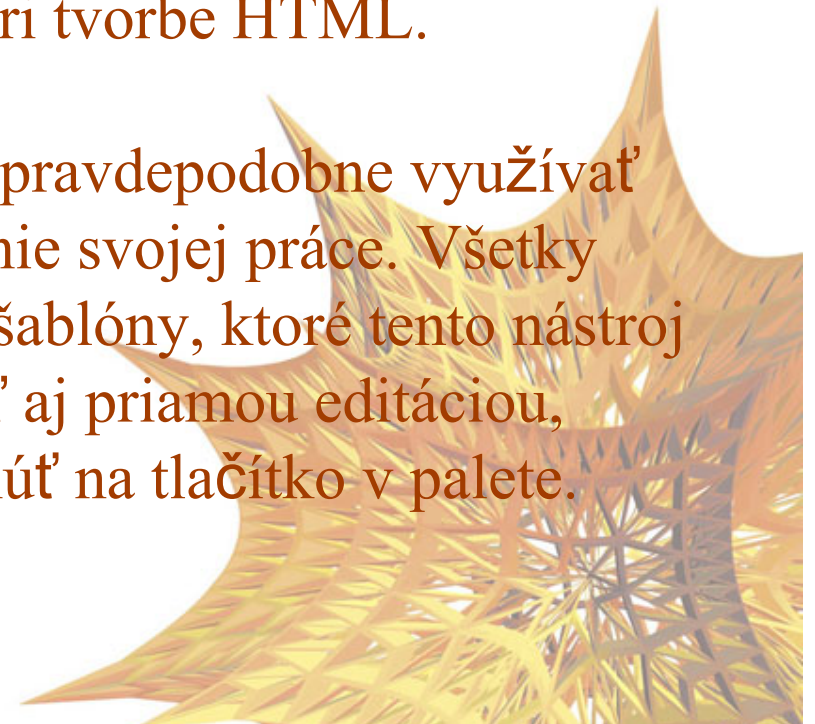 ri tvorbe HTML.
pravdepodobne využívať
nie svojej práce. Všetky
šablóny, ktoré tento nástroj
ť aj priamou editáciou,
úť na tlačítko v palete.